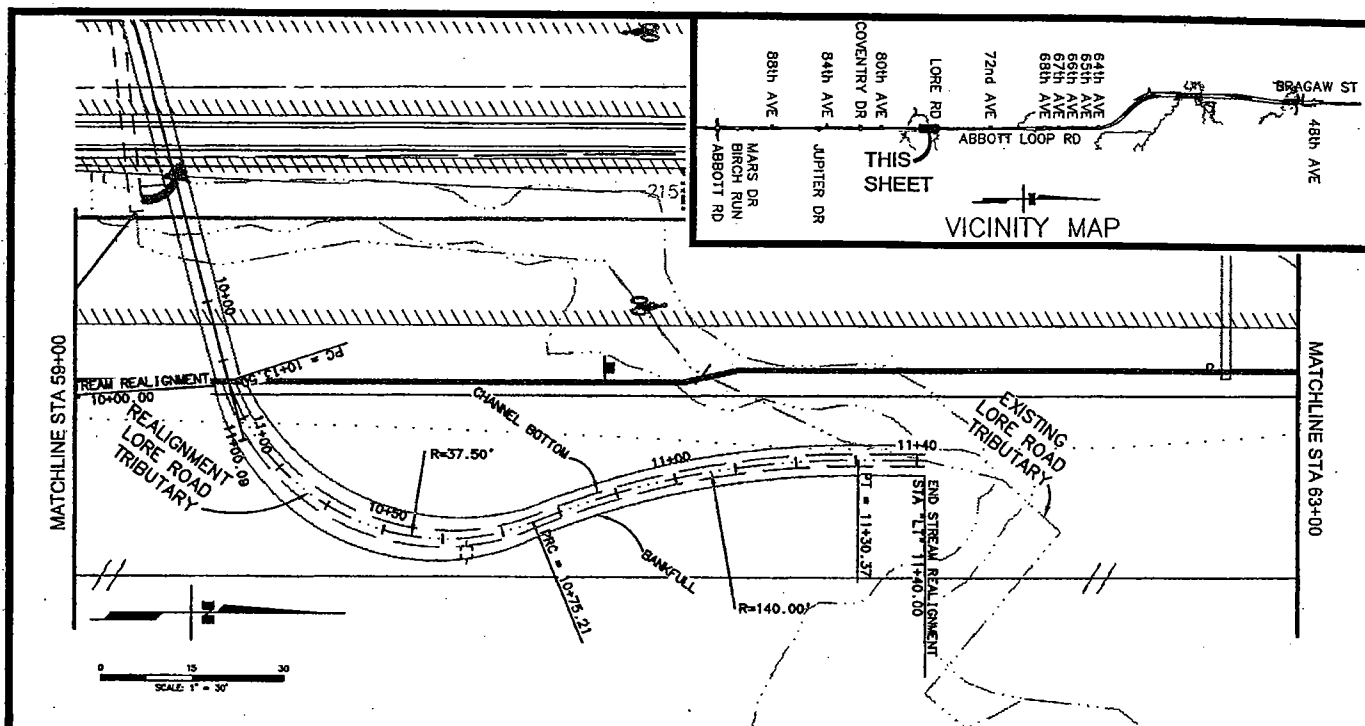 88th AVE
84th AVE
COVENTRY DR
80th AVE
LORE RD
72nd AVE
68th AVE
67th AVE
66th AVE
65th AVE
64th AVE
BRAGAW ST
48th AVE
ABBOTT LOOP RD
THIS
SHEET
ABBOTT RD
BIRCH RUN
MARS DR
JUPITER DR
VICINITY MAP
215
MATCHLINE STA 59+00
MATCHLINE STA 63+00
10+00
PC = 10+13.50
REAM REALIGNMENT
10+00.00
11+00.09
11+00
REALIGNMENT
LORE ROAD
TRIBUTARY
CHANNEL BOTTOM
R=37.50'
10+50
11+00
11+40
EXISTING
LORE ROAD
TRIBUTARY
PRC = 10+75.21
BANKFULL
R=140.00'
PT = 11+30.37
END STREAM REALIGNMENT
STA "LT" 11+40.00
0 15 30
SCALE: 1" = 30'